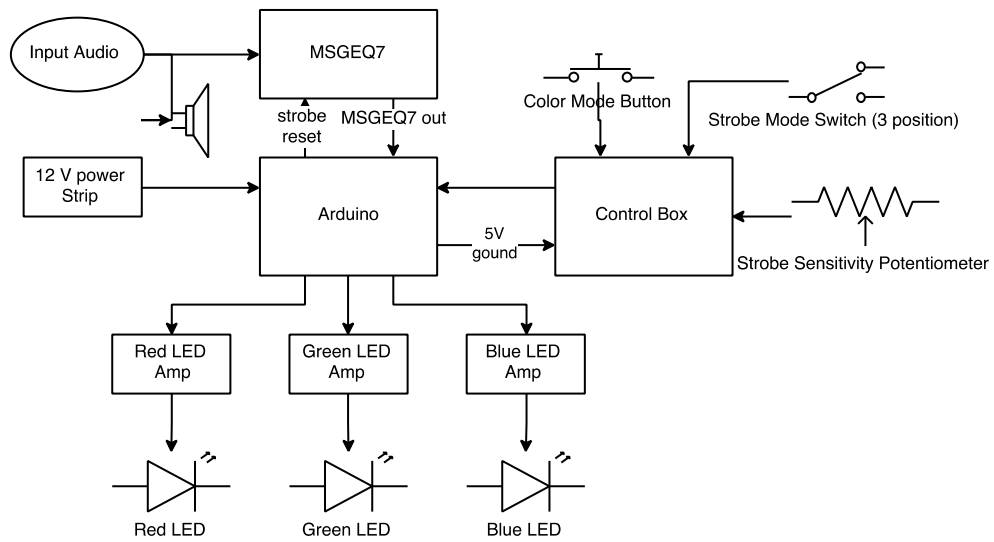 Input Audio
MSGEQ7
strobe
reset
MSGEQ7 out
Color Mode Button
Strobe Mode Switch (3 position)
12 V power
Strip
Arduino
5V
gound
Control Box
Strobe Sensitivity Potentiometer
Red LED
Amp
Green LED
Amp
Blue LED
Amp
Red LED
Green LED
Blue LED